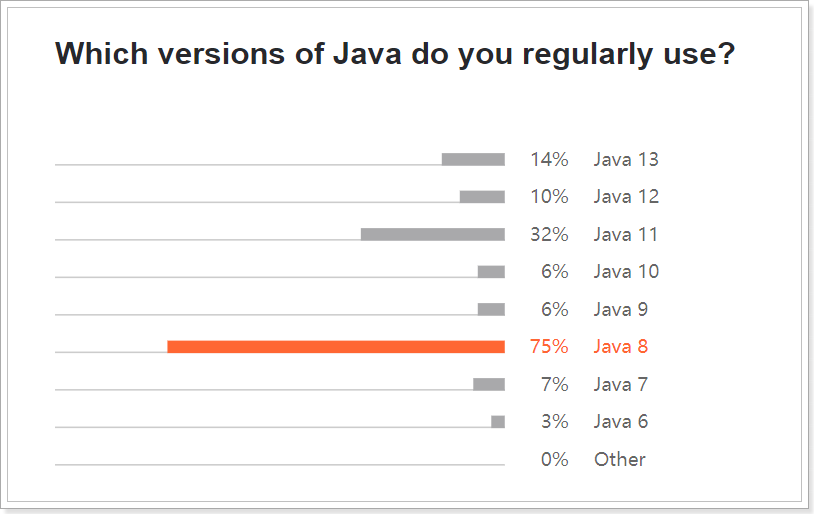 Which versions of Java do you regularly use?
14% Java 13
10% Java 12
32% Java 11
6% Java 10
6% Java 9
75% Java 8
7% Java 7
3% Java 6
0% Other